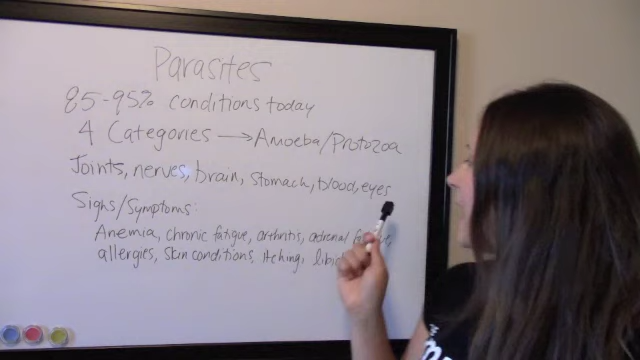 Parasites
85-95% conditions today
4 Categories → Amoeba/Protozoa
Joints, nerves, brain, stomach, blood, eyes
Signs/Symptoms:
Anemia, chronic fatigue, arthritis, adrenal
allergies, skin conditions, itching,